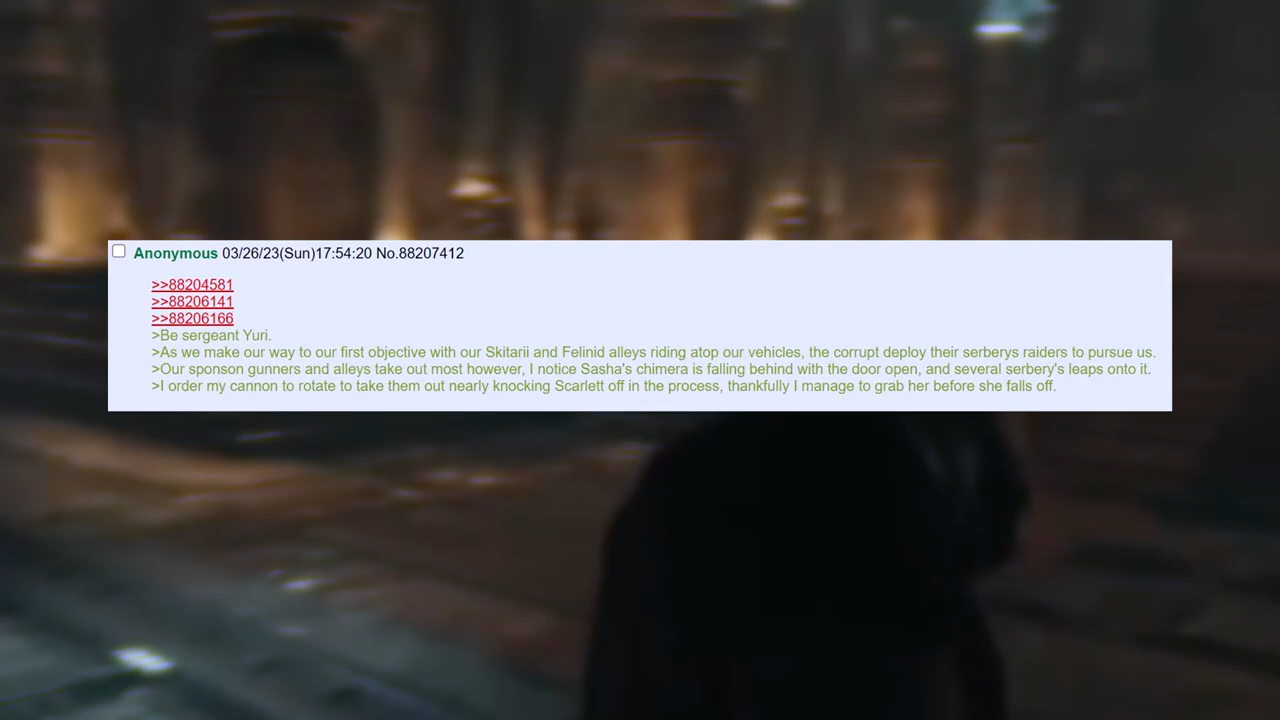 Anonymous 03/26/23(Sun)17:54:20 No.88207412
>>88204581
>>88206141
>>88206166
>Be sergeant Yuri.
>As we make our way to our first objective with our Skitarii and Felinid alleys riding atop our vehicles, the corrupt deploy their serberys raiders to pursue us.
>Our sponson gunners and alleys take out most however, I notice Sasha's chimera is falling behind with the door open, and several serbery's leaps onto it.
>I order my cannon to rotate to take them out nearly knocking Scarlett off in the process, thankfully I manage to grab her before she falls off.